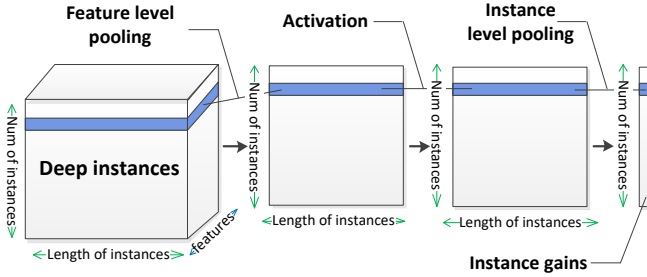 Feature level
pooling
Activation
Instance
level pooling
Num of instances
Deep instances
Length of instances
features
Num of instances
Length of instances
Num of instances
Length of instances
Num of instances
Instance gains